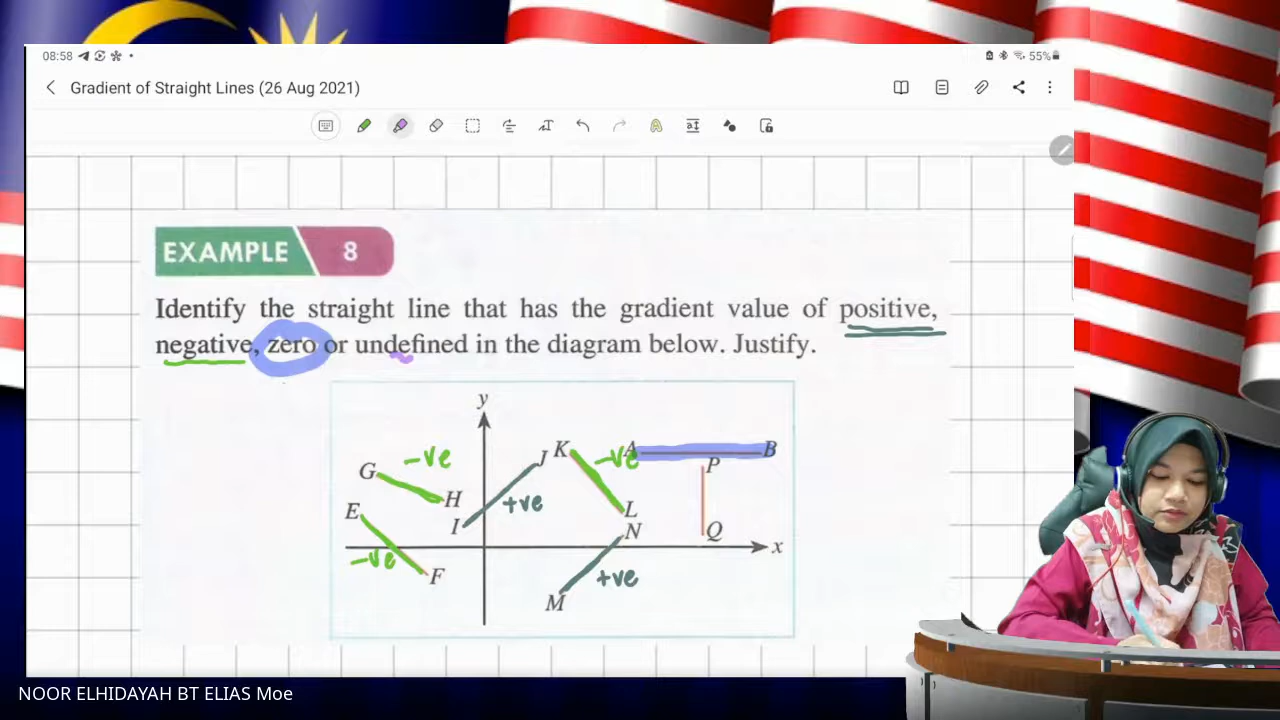 08:58
55%
Gradient of Straight Lines (26 Aug 2021)
EXAMPLE 8
Identify the straight line that has the gradient value of positive,
negative, zero or undefined in the diagram below. Justify.
y
G
-ve
J
K
-ve
A
B
P
E
H
I
+ve
L
N
Q
x
-ve
F
+ve
M
NOOR ELHIDAYAH BT ELIAS Moe